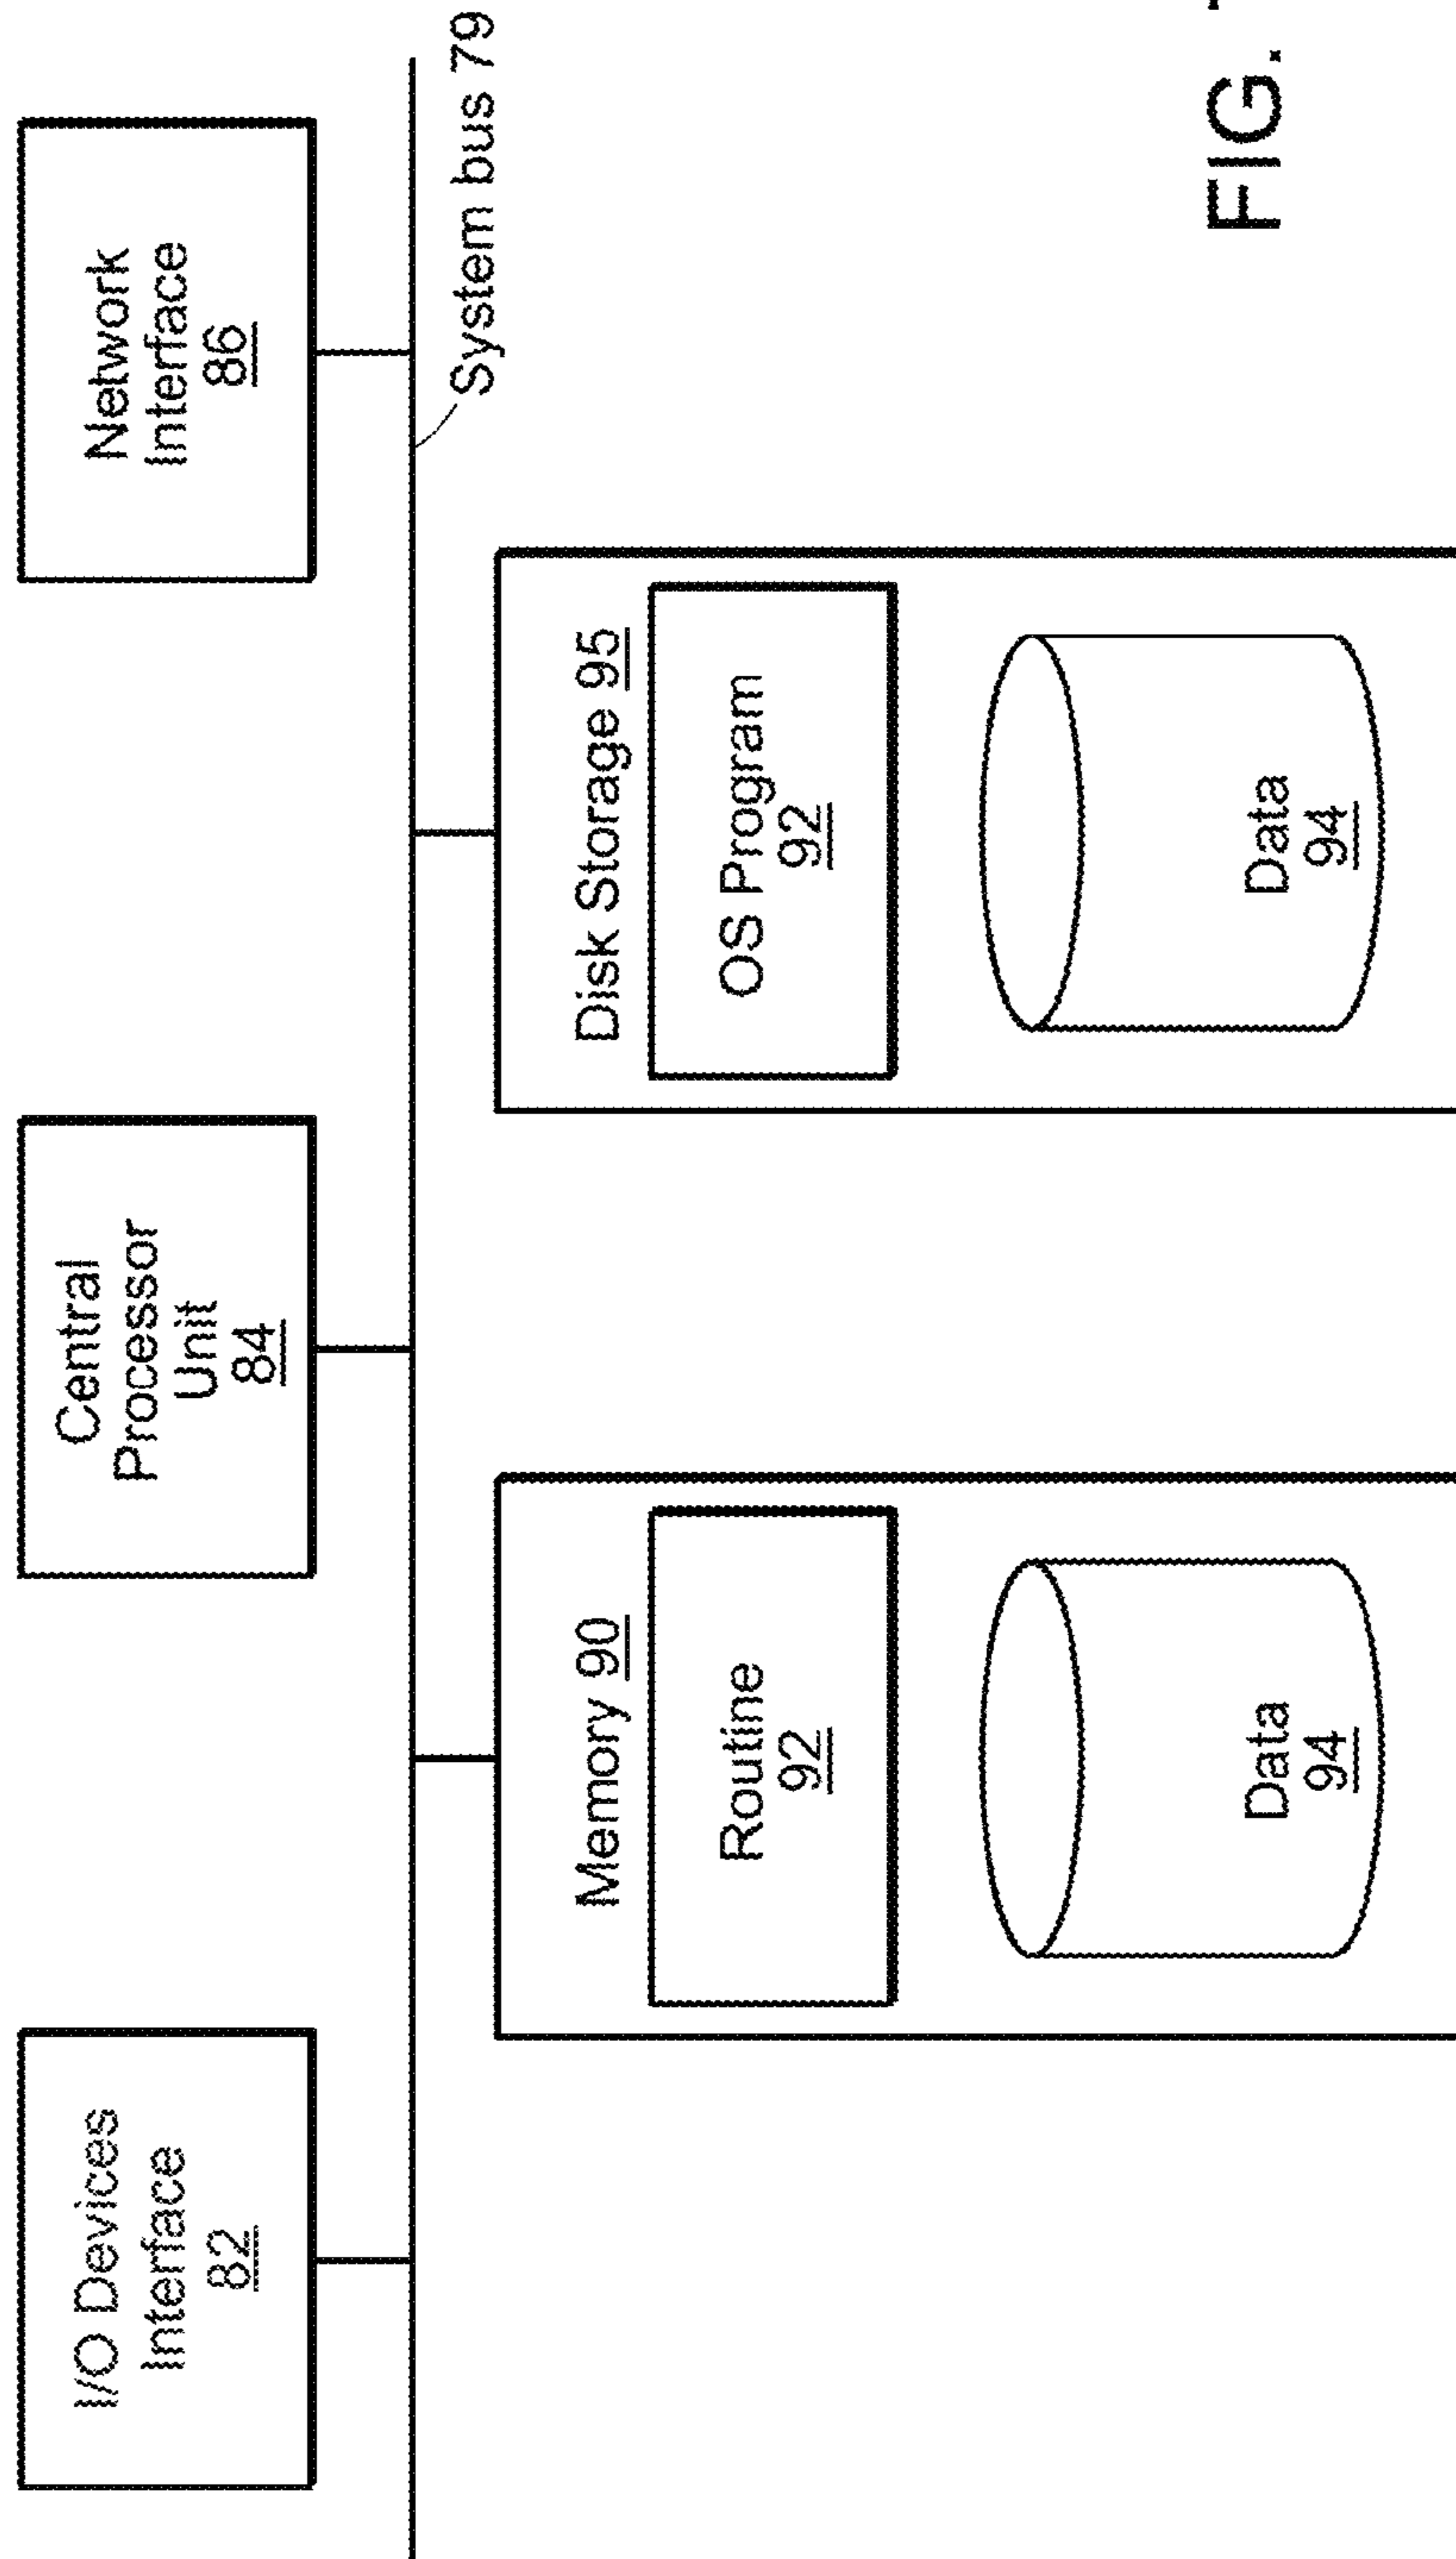 I/O Devices
Interface
82
Central
Processor
Unit
84
Network
Interface
86
System bus 79
Memory 90
Routine
92
Data
94
Disk Storage 95
OS Program
92
Data
94
FIG.